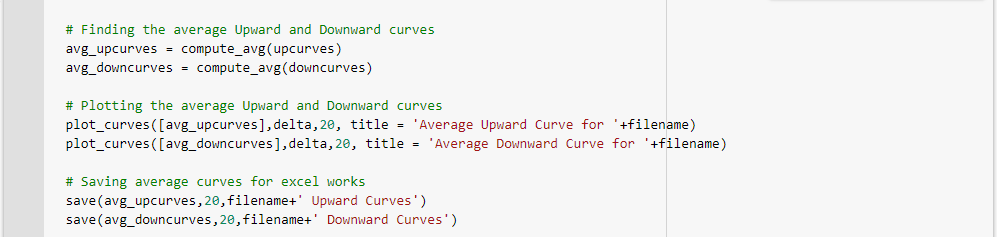 # Finding the average Upward and Downward curves
avg_upcurves = compute_avg(upcurves)
avg_downcurves = compute_avg(downcurves)
# Plotting the average Upward and Downward curves
plot_curves([avg_upcurves],delta,20, title = 'Average Upward Curve for '+filename)
plot_curves([avg_downcurves],delta,20, title = 'Average Downward Curve for '+filename)
# Saving average curves for excel works
save(avg_upcurves,20,filename+' Upward Curves')
save(avg_downcurves,20,filename+' Downward Curves')